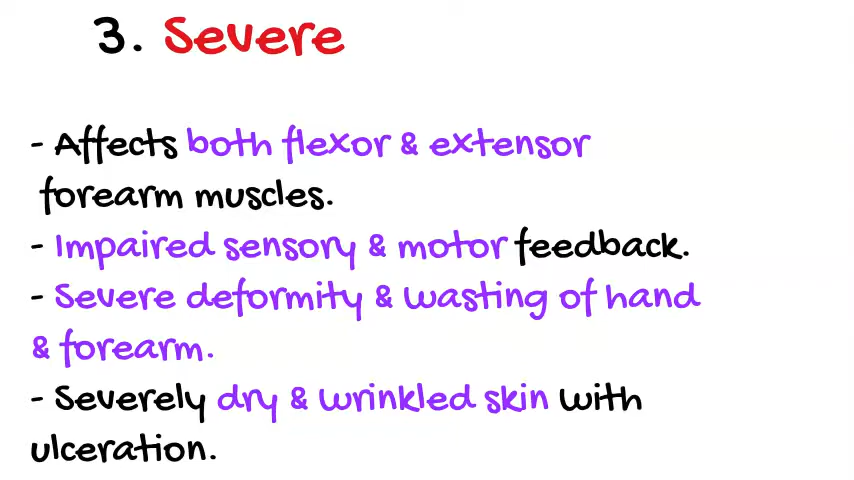 3. Severe
- Affects both flexor & extensor
forearm muscles.
- Impaired sensory & motor feedback.
- Severe deformity & wasting of hand
& forearm.
- Severely dry & wrinkled skin with
ulceration.